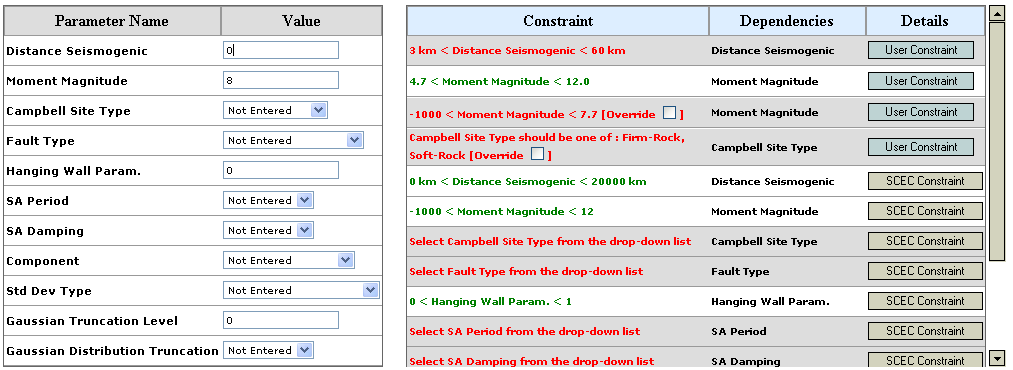 Parameter Name Value
Distance Seismogenic 0
Moment Magnitude 8
Campbell Site Type Not Entered
Fault Type Not Entered
Hanging Wall Param. 0
SA Period Not Entered
SA Damping Not Entered
Component Not Entered
Std Dev Type Not Entered
Gaussian Truncation Level 0
Gaussian Distribution Truncation Not Entered
Constraint Dependencies Details
3 km < Distance Seismogenic < 60 km Distance Seismogenic User Constraint
4.7 < Moment Magnitude < 12.0 Moment Magnitude User Constraint
-1000 < Moment Magnitude < 7.7 [Override ] Moment Magnitude User Constraint
Campbell Site Type should be one of : Firm-Rock,
Soft-Rock [Override ] Campbell Site Type User Constraint
0 km < Distance Seismogenic < 20000 km Distance Seismogenic SCEC Constraint
-1000 < Moment Magnitude < 12 Moment Magnitude SCEC Constraint
Select Campbell Site Type from the drop-down list Campbell Site Type SCEC Constraint
Select Fault Type from the drop-down list Fault Type SCEC Constraint
0 < Hanging Wall Param. < 1 Hanging Wall Param. SCEC Constraint
Select SA Period from the drop-down list SA Period SCEC Constraint
Select SA Damping from the drop-down list SA Damping SCEC Constraint